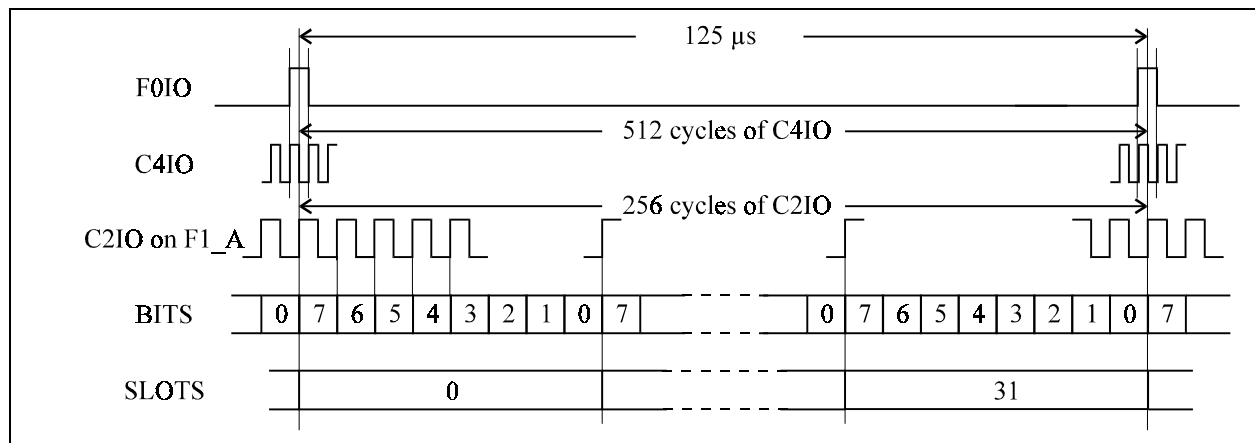 125 µs
F0IO
512 cycles of C4IO
C4IO
256 cycles of C2IO
C2IO on F1_A
BITS 0 7 6 5 4 3 2 1 0 7 0 7 6 5 4 3 2 1 0 7
SLOTS 0 31